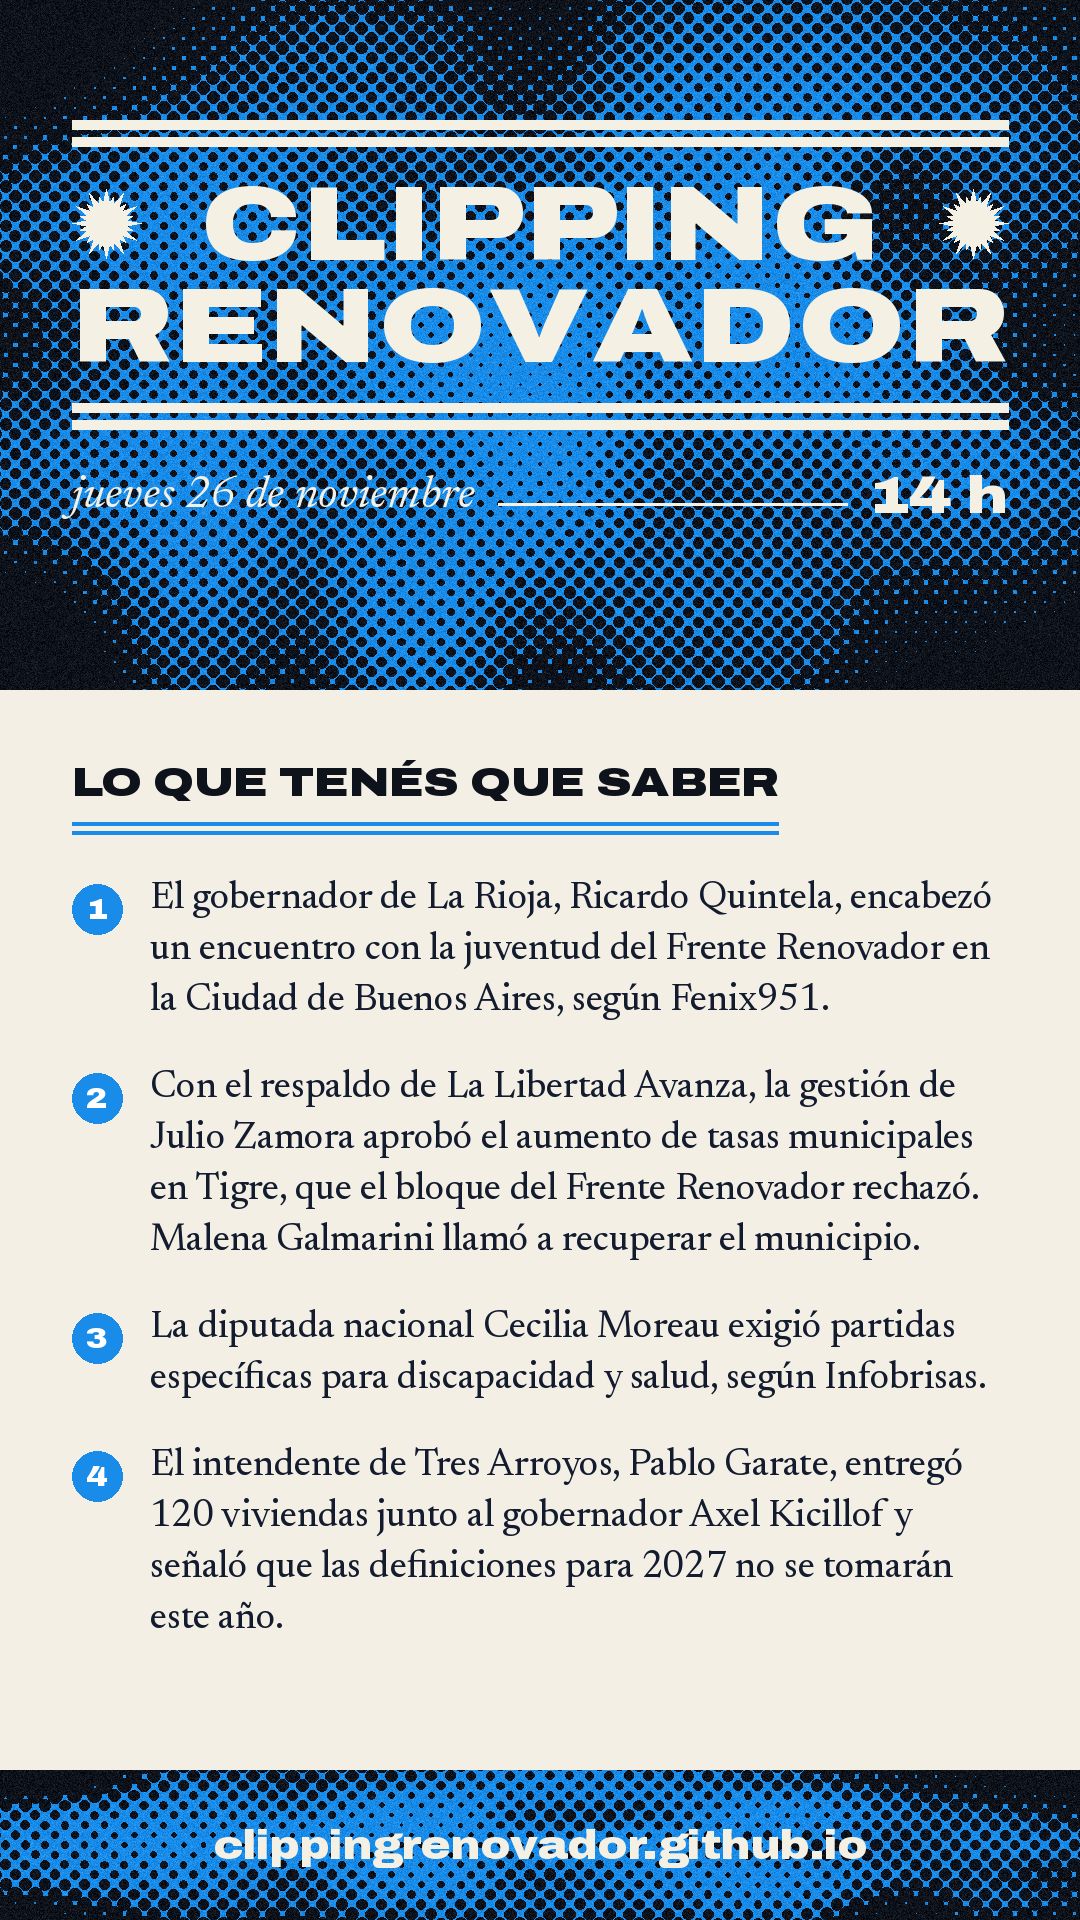 CLIPPING
RENOVADOR
jueves 26 de noviembre 14 h
LO QUE TENÉS QUE SABER
1 El gobernador de La Rioja, Ricardo Quintela, encabezó
un encuentro con la juventud del Frente Renovador en
la Ciudad de Buenos Aires, según Fenix951.
2 Con el respaldo de La Libertad Avanza, la gestión de
Julio Zamora aprobó el aumento de tasas municipales
en Tigre, que el bloque del Frente Renovador rechazó.
Malena Galmarini llamó a recuperar el municipio.
3 La diputada nacional Cecilia Moreau exigió partidas
específicas para discapacidad y salud, según Infobrisas.
4 El intendente de Tres Arroyos, Pablo Garate, entregó
120 viviendas junto al gobernador Axel Kicillof y
señaló que las definiciones para 2027 no se tomarán
este año.
clippingrenovador.github.io